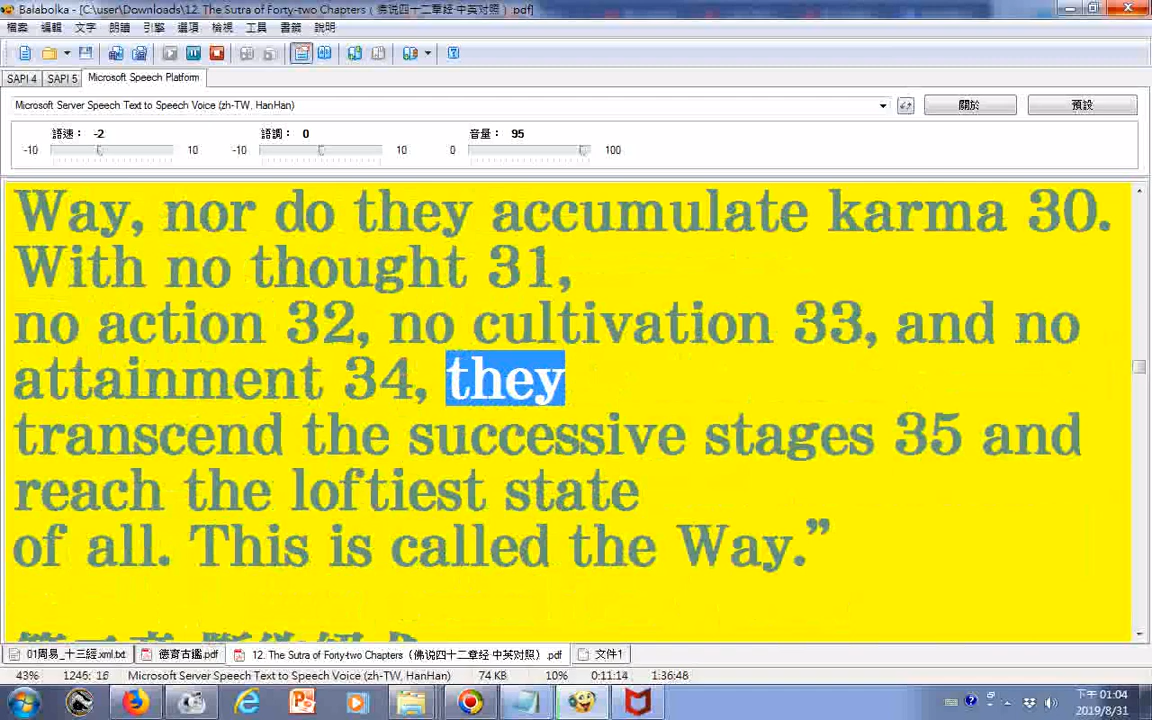 Balabolka - [C:\user\Downloads\12. The Sutra of Forty-two Chapters（佛说四十二章经 中英对照）.pdf]
檔案 編輯 文字 朗讀 引擎 選項 檢視 工具 書籤 說明
SAPI 4 SAPI 5 Microsoft Speech Platform
Microsoft Server Speech Text to Speech Voice (zh-TW, HanHan) 關於 預設
語速： -2 語調： 0 音量： 95
-10 10 -10 10 0 100
Way, nor do they accumulate karma 30.
With no thought 31,
no action 32, no cultivation 33, and no
attainment 34, they
transcend the successive stages 35 and
reach the loftiest state
of all. This is called the Way.”
01周易_十三經.xml.txt 德育古鑑.pdf 12. The Sutra of Forty-two Chapters（佛说四十二章经 中英对照）.pdf 文件1
43% 1246: 16 Microsoft Server Speech Text to Speech Voice (zh-TW, HanHan) 74 KB 10% 0:11:14 1:36:48
下午 01:04
2019/8/31